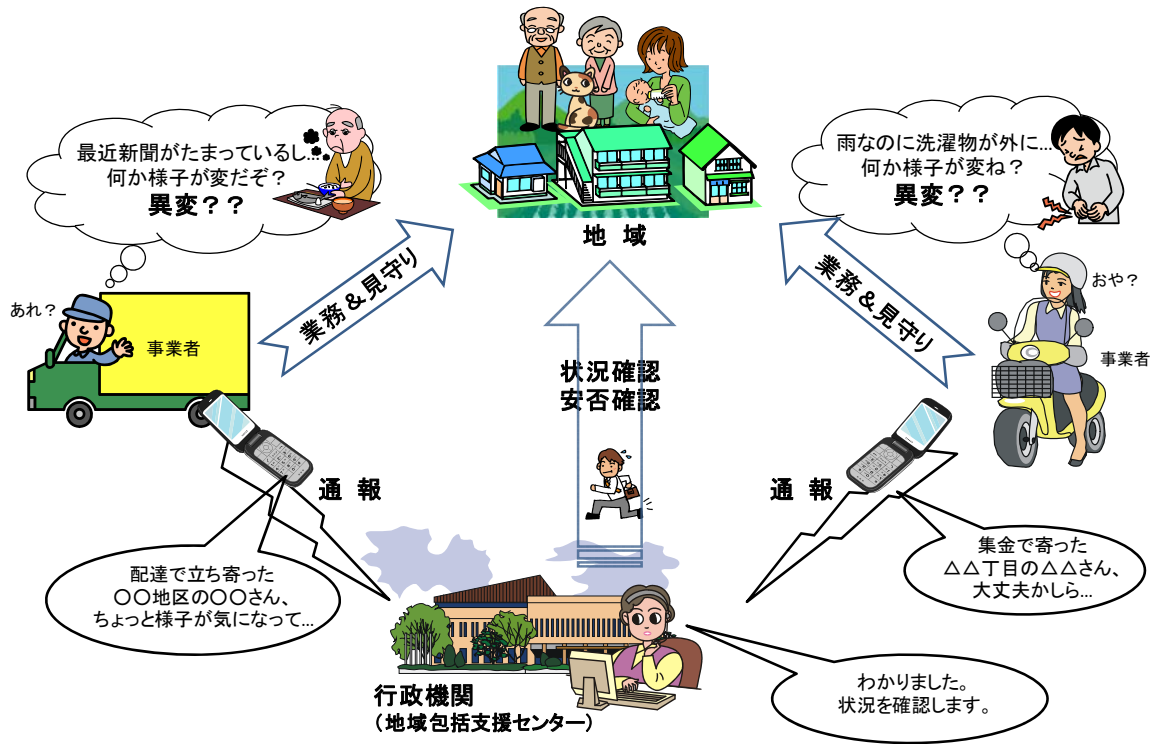 最近新聞がたまっているし...
何か様子が変だぞ？
異変？？
雨なのに洗濯物が外に...
何か様子が変ね？
異変？？
地 域
業務＆見守り
業務＆見守り
あれ？
事業者
おや？
事業者
状況確認
安否確認
通 報
通 報
配達で立ち寄った
〇〇地区の〇〇さん、
ちょっと様子が気になって...
集金で寄った
△△丁目の△△さん、
大丈夫かしら...
行政機関
（地域包括支援センター）
わかりました。
状況を確認します。